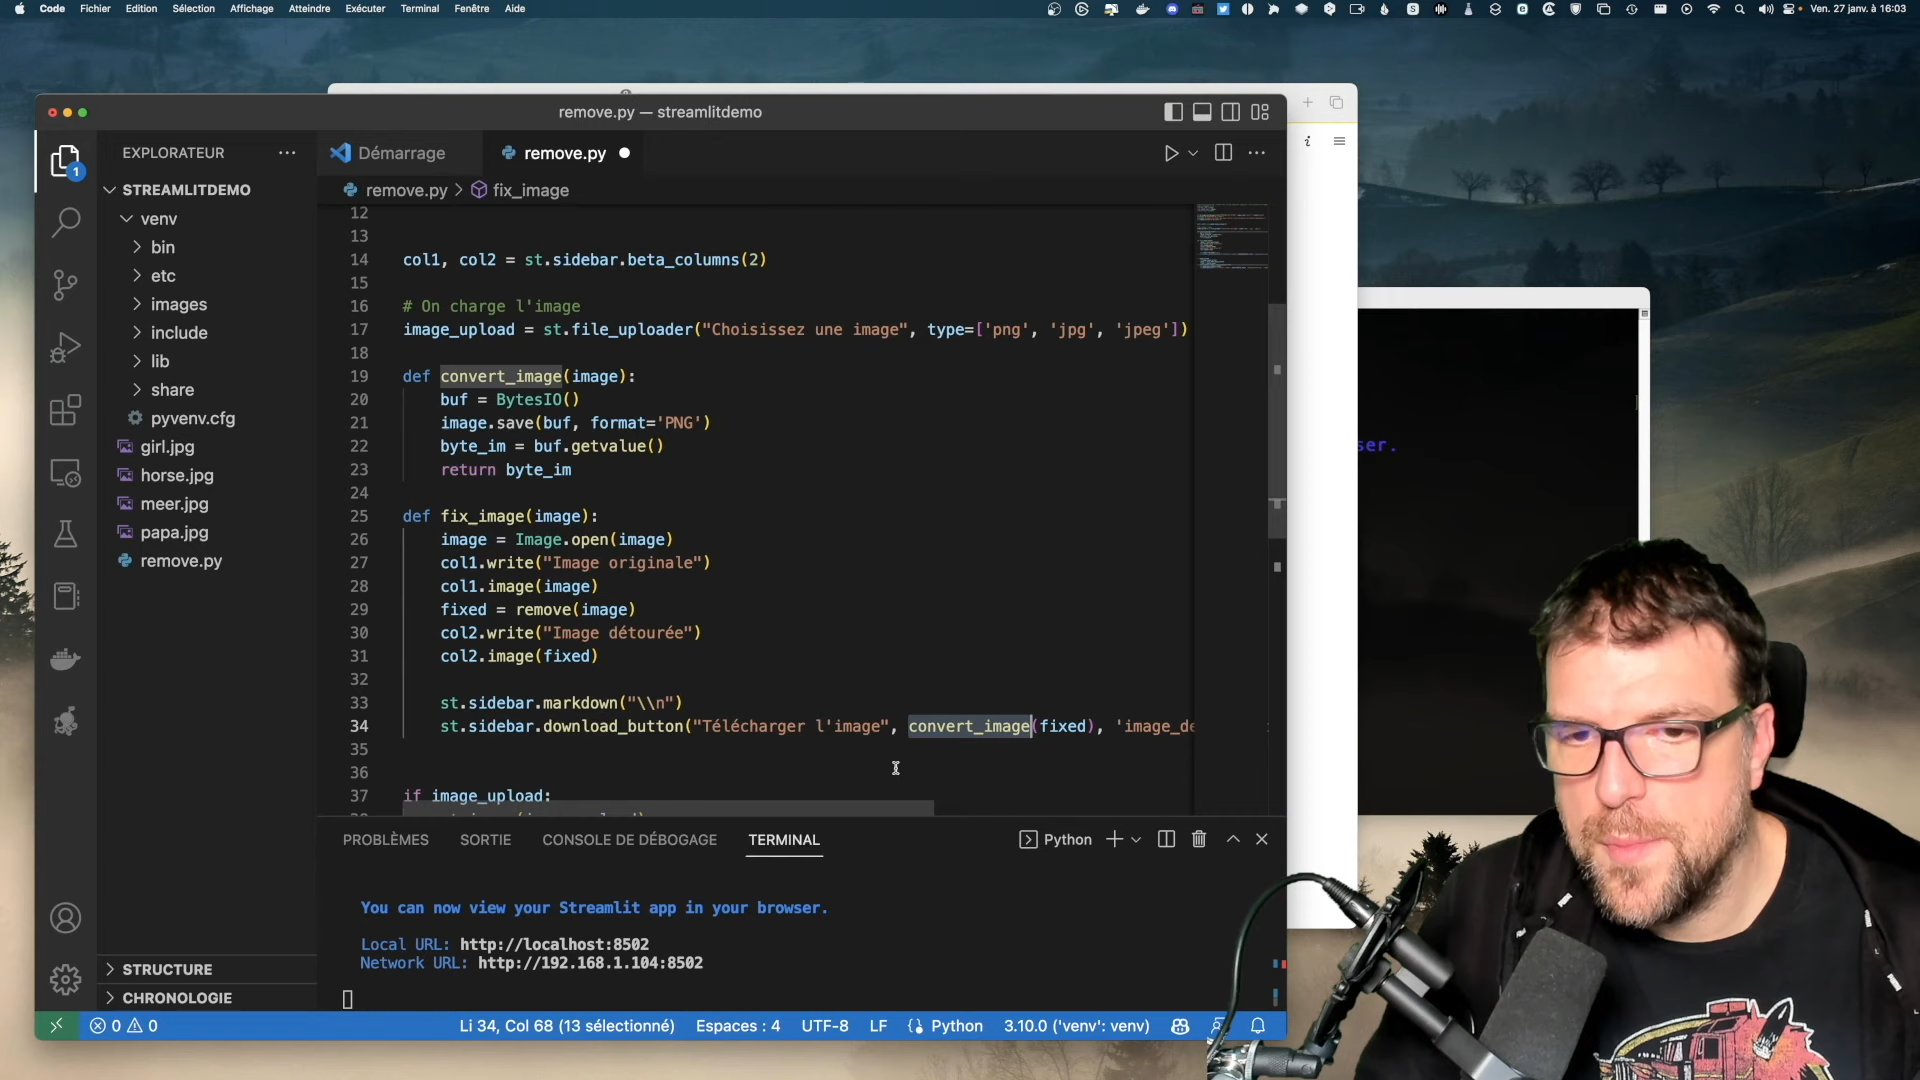 Code Fichier Edition Sélection Affichage Atteindre Exécuter Terminal Fenêtre Aide
Ven. 27 janv. à 16:03
remove.py — streamlitdemo
EXPLORATEUR
Démarrage
remove.py
1
STREAMLITDEMO
remove.py > fix_image
venv
bin
etc
images
include
lib
share
pyvenv.cfg
girl.jpg
horse.jpg
meer.jpg
papa.jpg
remove.py
STRUCTURE
CHRONOLOGIE
12
13
14 col1, col2 = st.sidebar.beta_columns(2)
15
16 # On charge l'image
17 image_upload = st.file_uploader("Choisissez une image", type=['png', 'jpg', 'jpeg'])
18
19 def convert_image(image):
20 buf = BytesIO()
21 image.save(buf, format='PNG')
22 byte_im = buf.getvalue()
23 return byte_im
24
25 def fix_image(image):
26 image = Image.open(image)
27 col1.write("Image originale")
28 col1.image(image)
29 fixed = remove(image)
30 col2.write("Image détourée")
31 col2.image(fixed)
32
33 st.sidebar.markdown("\\n")
34 st.sidebar.download_button("Télécharger l'image", convert_image(fixed), 'image_de
35
36
37 if image_upload:
ser.
PROBLÈMES SORTIE CONSOLE DE DÉBOGAGE TERMINAL
Python
You can now view your Streamlit app in your browser.
Local URL: http://localhost:8502
Network URL: http://192.168.1.104:8502
0 0
Li 34, Col 68 (13 sélectionné) Espaces : 4 UTF-8 LF Python 3.10.0 ('venv': venv)